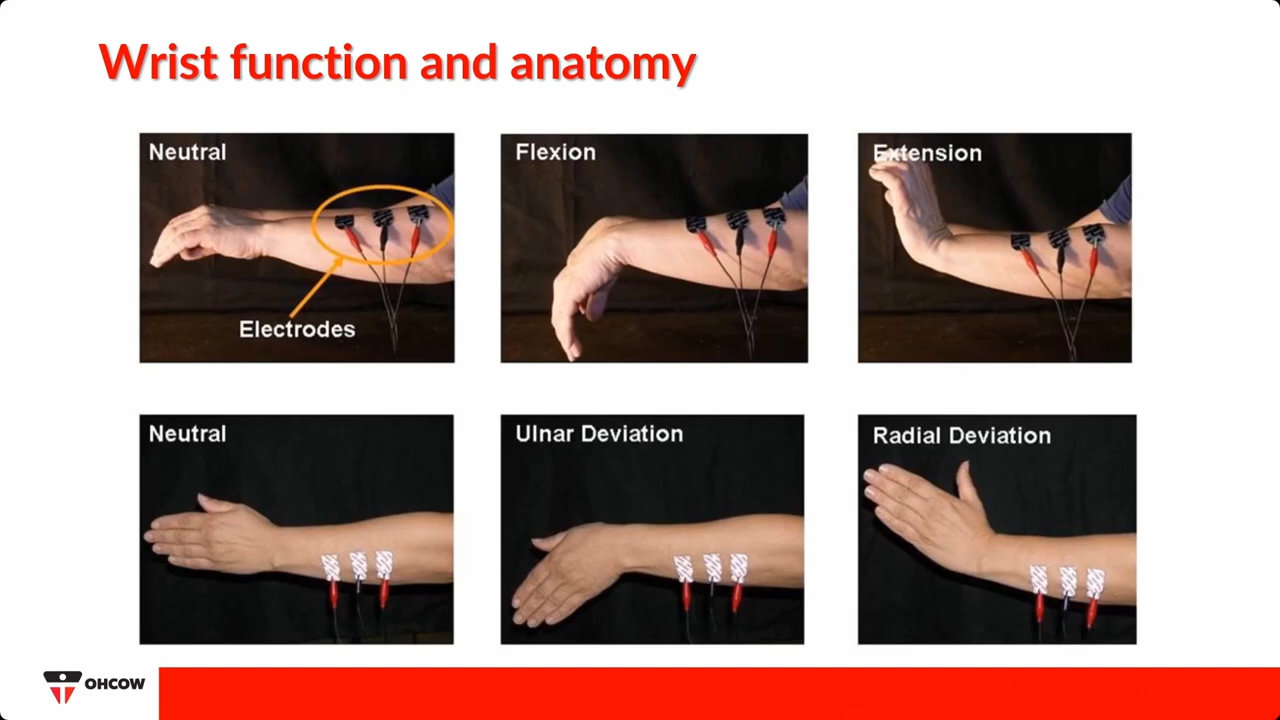 Wrist function and anatomy
Neutral
Flexion
Extension
Electrodes
Neutral
Ulnar Deviation
Radial Deviation
OHCOW